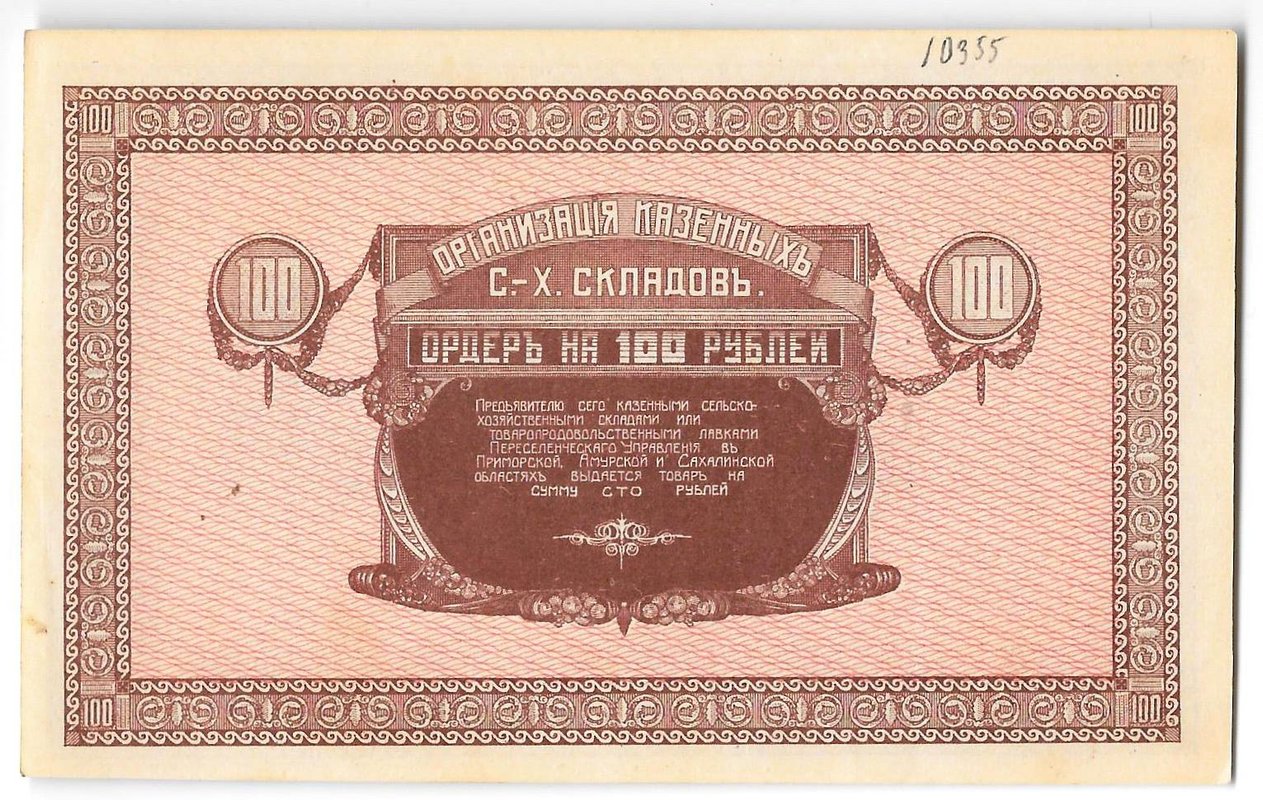 10355
100 100
ОРГАНИЗАЦІЯ КАЗЕННЫХЪ
С.-Х. СКЛАДОВЪ.
100 100
ОРДЕРЪ НА 100 РУБЛЕЙ
ПРЕДЬЯВИТЕЛЮ СЕГО КАЗЕННЫМИ СЕЛЬСКО-
ХОЗЯЙСТВЕННЫМИ СКЛАДАМИ ИЛИ
ТОВАРОПРОДОВОЛЬСТВЕННЫМИ ЛАВКАМИ
ПЕРЕСЕЛЕНЧЕСКАГО УПРАВЛЕНІЯ ВЪ
ПРИМОРСКОЙ, АМУРСКОЙ И САХАЛИНСКОЙ
ОБЛАСТЯХЪ ВЫДАЕТСЯ ТОВАРЪ НА
СУММУ СТО РУБЛЕЙ
100 100